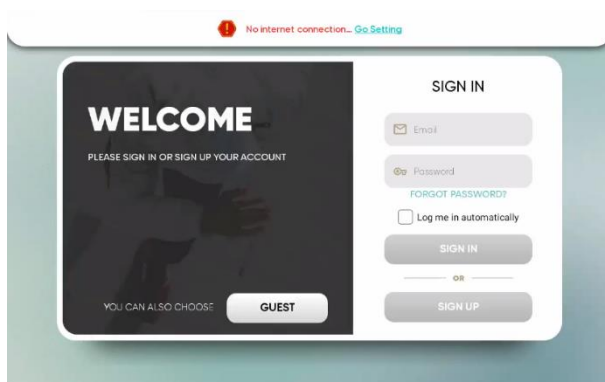 No internet connection... Go Setting
WELCOME
PLEASE SIGN IN OR SIGN UP YOUR ACCOUNT
YOU CAN ALSO CHOOSE GUEST
SIGN IN
Email
Password
FORGOT PASSWORD?
Log me in automatically
SIGN IN
OR
SIGN UP